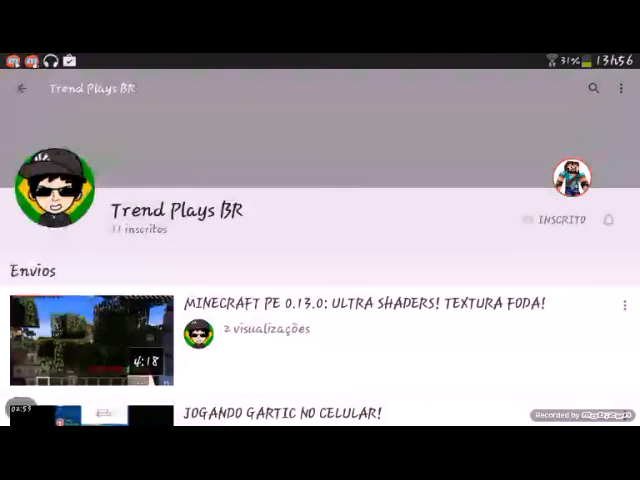 31% 13h56
Trend Plays BR
Trend Plays BR
11 inscritos
INSCRITO
Envios
MINECRAFT PE 0.13.0: ULTRA SHADERS! TEXTURA FODA!
2 visualizações
4:18
JOGANDO GARTIC NO CELULAR!
02:53
Recorded by Mobizen